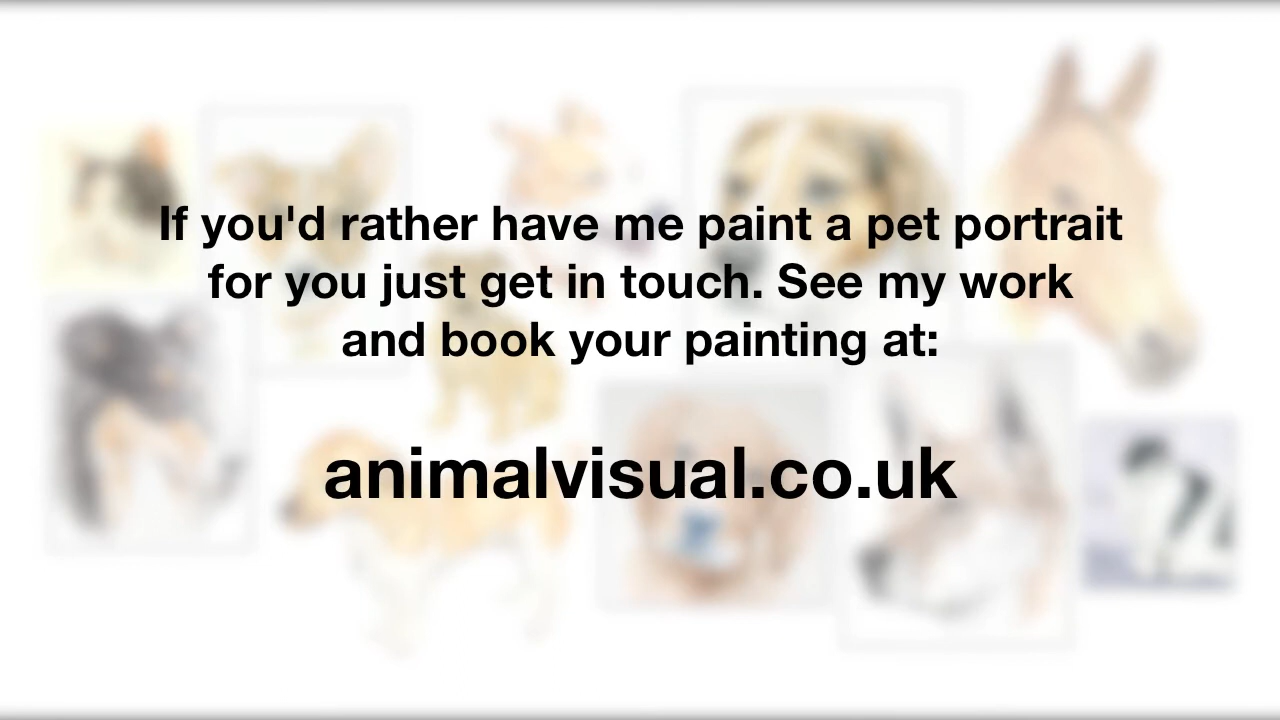 If you'd rather have me paint a pet portrait
for you just get in touch. See my work
and book your painting at:
animalvisual.co.uk